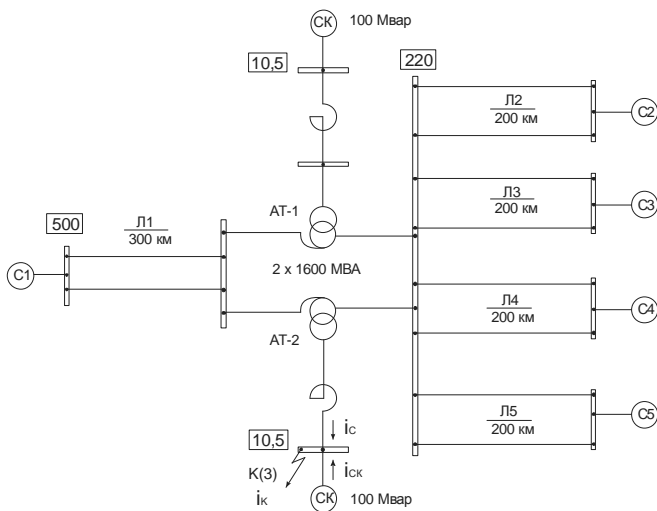 СК 100 Мвар
10,5
220
Л2
200 км
С2
Л3
200 км
С3
АТ-1
500
Л1
300 км
С1
2 x 1600 МВА
Л4
200 км
С4
АТ-2
Л5
200 км
С5
10,5
iс
К(3)
iск
iк
СК 100 Мвар